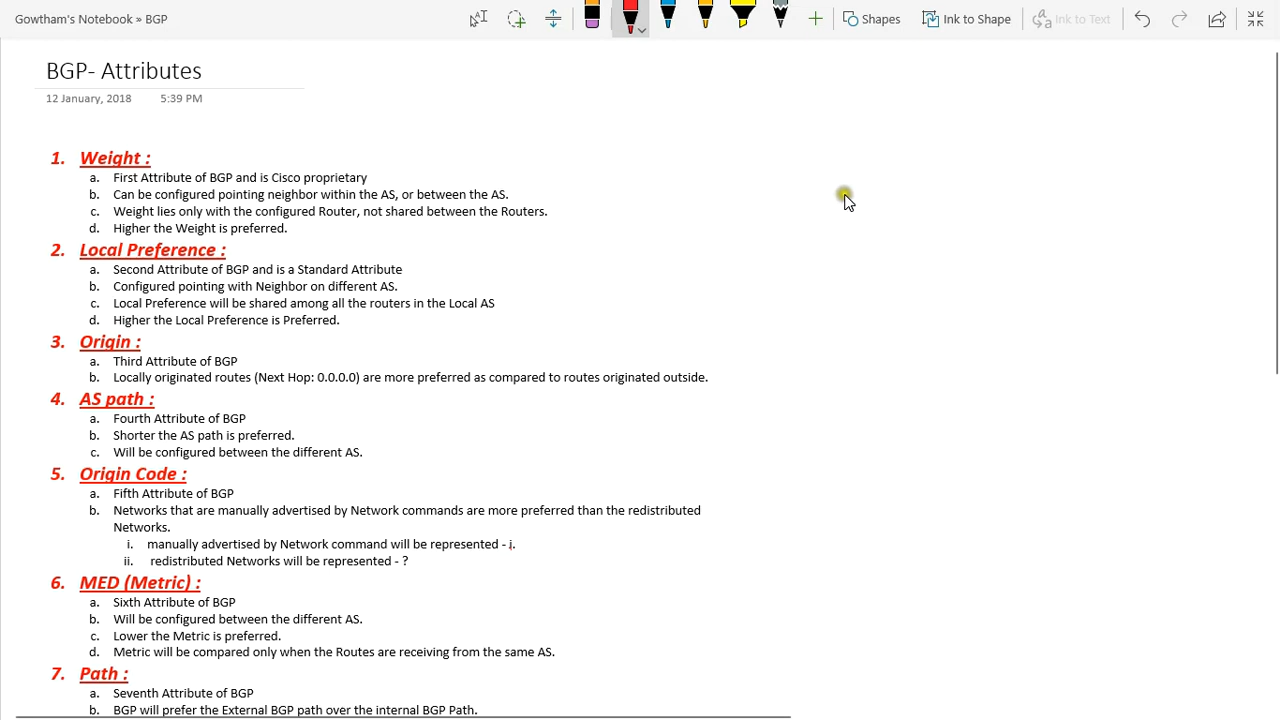 Gowtham's Notebook » BGP
Shapes
Ink to Shape
Ink to Text
BGP- Attributes
12 January, 2018 5:39 PM
1. Weight :
a. First Attribute of BGP and is Cisco proprietary
b. Can be configured pointing neighbor within the AS, or between the AS.
c. Weight lies only with the configured Router, not shared between the Routers.
d. Higher the Weight is preferred.
2. Local Preference :
a. Second Attribute of BGP and is a Standard Attribute
b. Configured pointing with Neighbor on different AS.
c. Local Preference will be shared among all the routers in the Local AS
d. Higher the Local Preference is Preferred.
3. Origin :
a. Third Attribute of BGP
b. Locally originated routes (Next Hop: 0.0.0.0) are more preferred as compared to routes originated outside.
4. AS path :
a. Fourth Attribute of BGP
b. Shorter the AS path is preferred.
c. Will be configured between the different AS.
5. Origin Code :
a. Fifth Attribute of BGP
b. Networks that are manually advertised by Network commands are more preferred than the redistributed
Networks.
i. manually advertised by Network command will be represented - i.
ii. redistributed Networks will be represented - ?
6. MED (Metric) :
a. Sixth Attribute of BGP
b. Will be configured between the different AS.
c. Lower the Metric is preferred.
d. Metric will be compared only when the Routes are receiving from the same AS.
7. Path :
a. Seventh Attribute of BGP
b. BGP will prefer the External BGP path over the internal BGP Path.